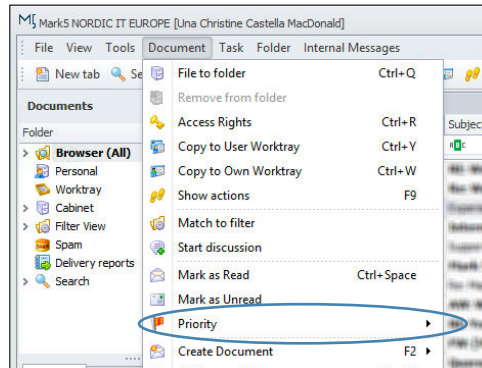 M5 Mark5 NORDIC IT EUROPE [Una Christine Castella MacDonald]
File View Tools Document Task Folder Internal Messages
New tab Se
Documents
Folder
Browser (All)
Personal
Worktray
Cabinet
Filter View
Spam
Delivery reports
Search
File to folder Ctrl+Q
Remove from folder
Access Rights Ctrl+R
Copy to User Worktray Ctrl+Y
Copy to Own Worktray Ctrl+W
Show actions F9
Match to filter
Start discussion
Mark as Read Ctrl+Space
Mark as Unread
Priority
Create Document F2
Subjec